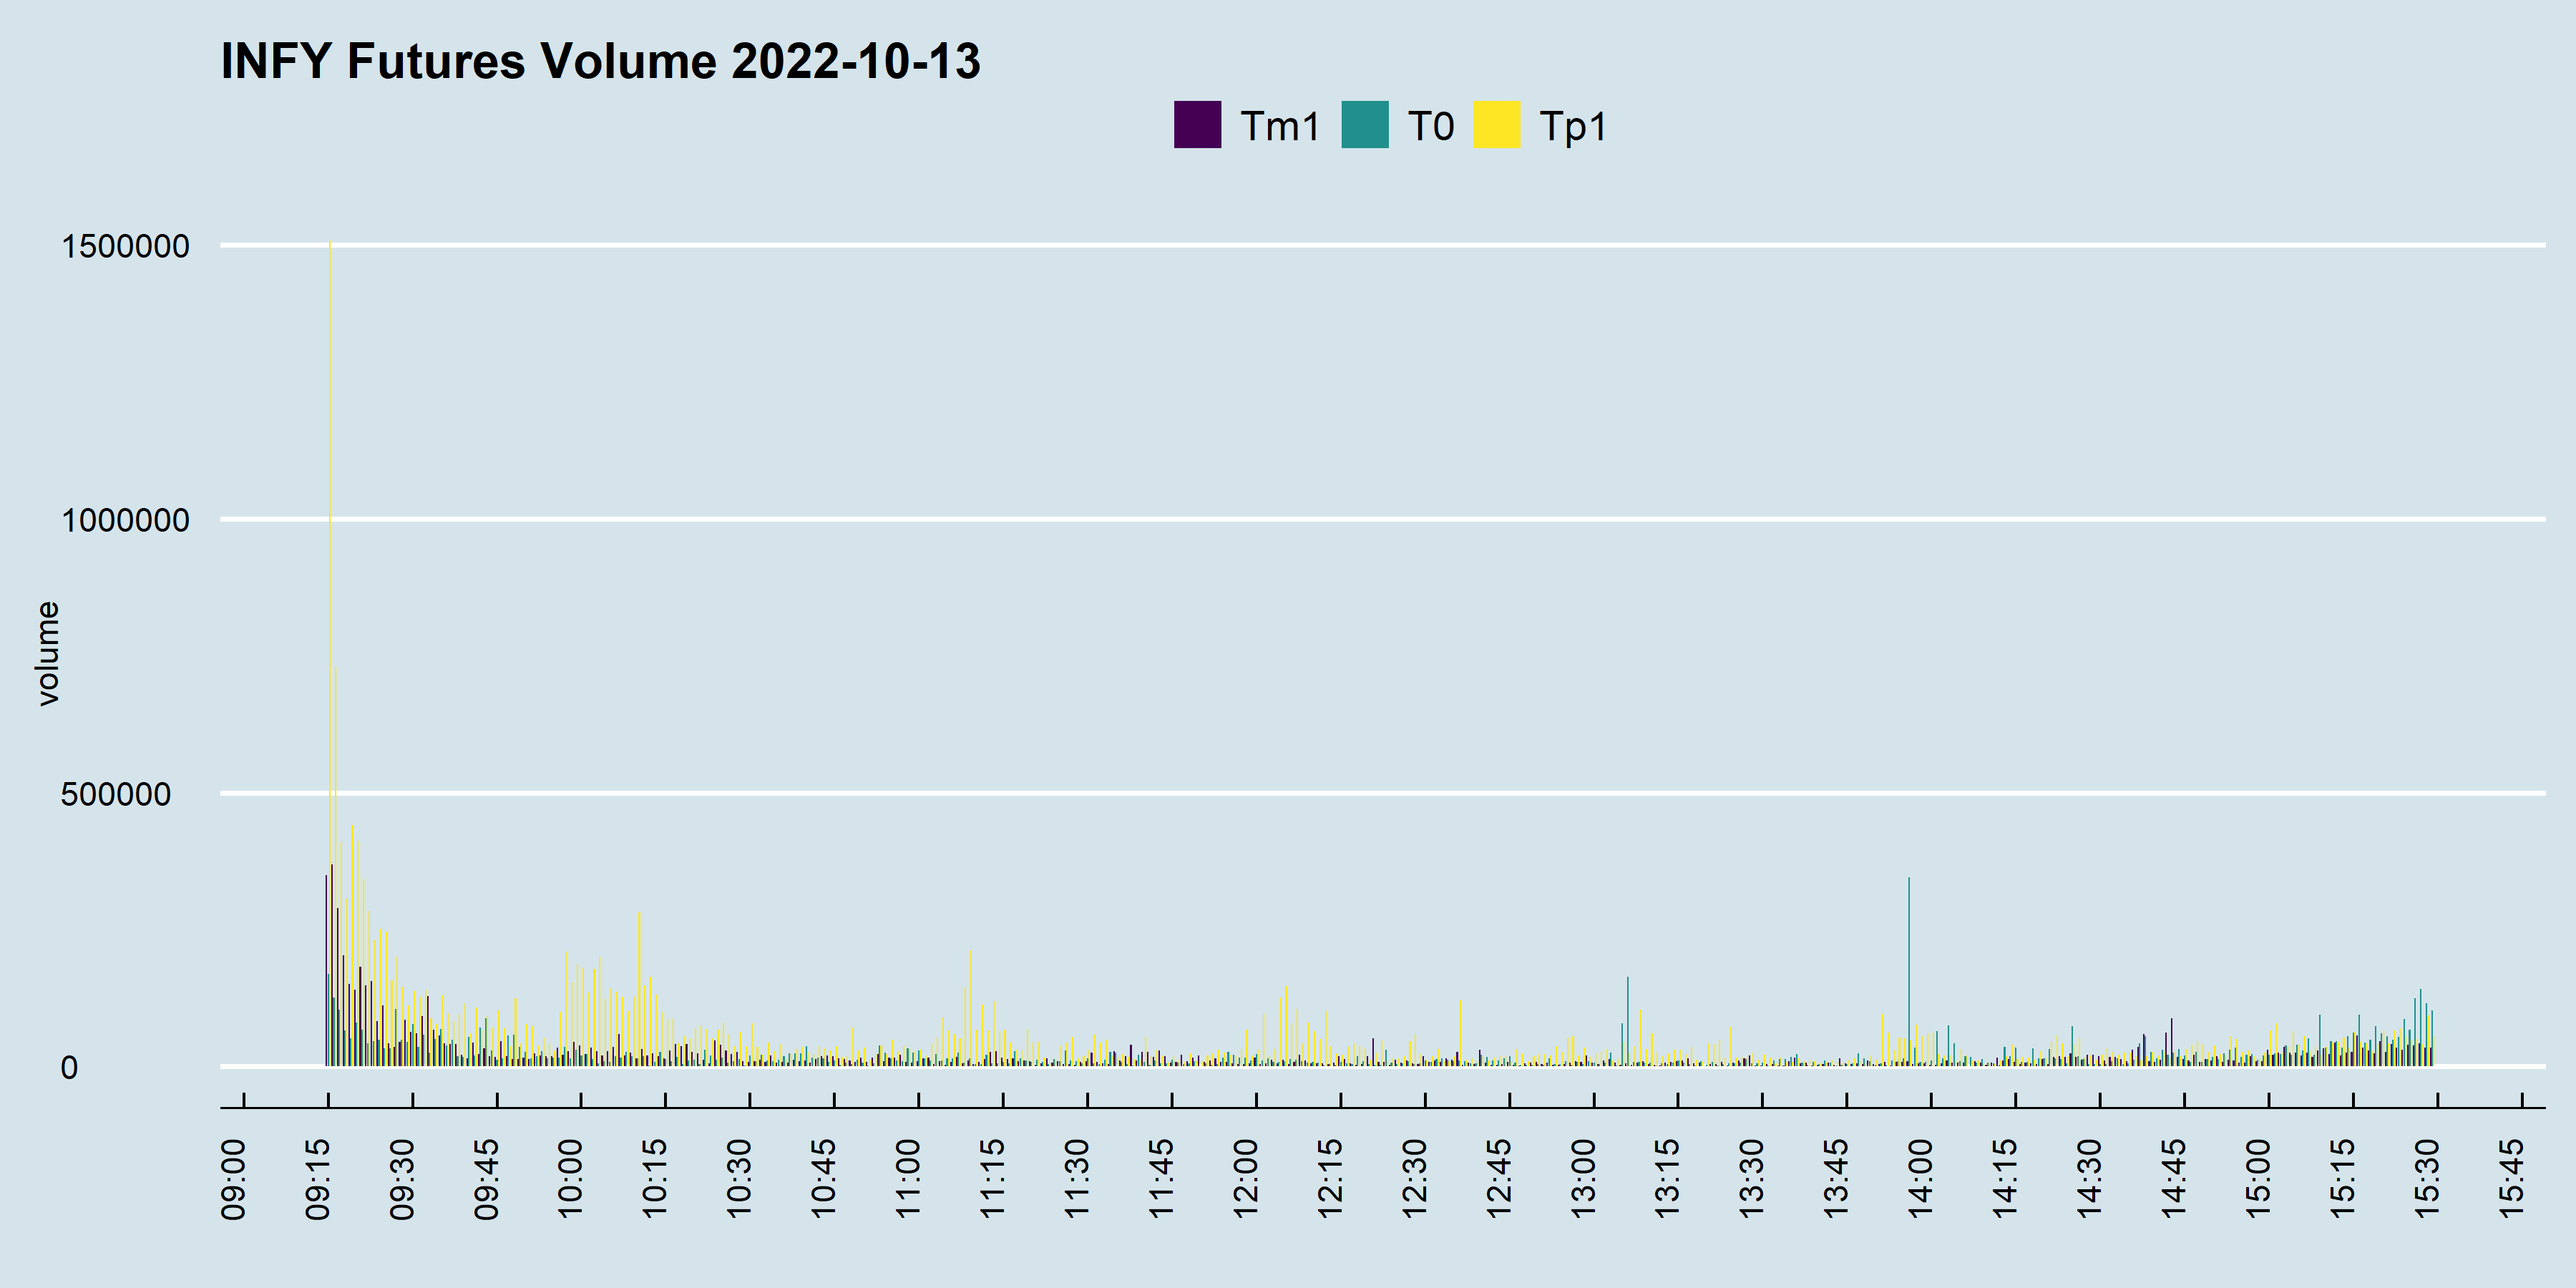 INFY Futures Volume 2022-10-13
Tm1 T0 Tp1
1500000
1000000
500000
0
volume
09:00 09:15 09:30 09:45 10:00 10:15 10:30 10:45 11:00 11:15 11:30 11:45 12:00 12:15 12:30 12:45 13:00 13:15 13:30 13:45 14:00 14:15 14:30 14:45 15:00 15:15 15:30 15:45